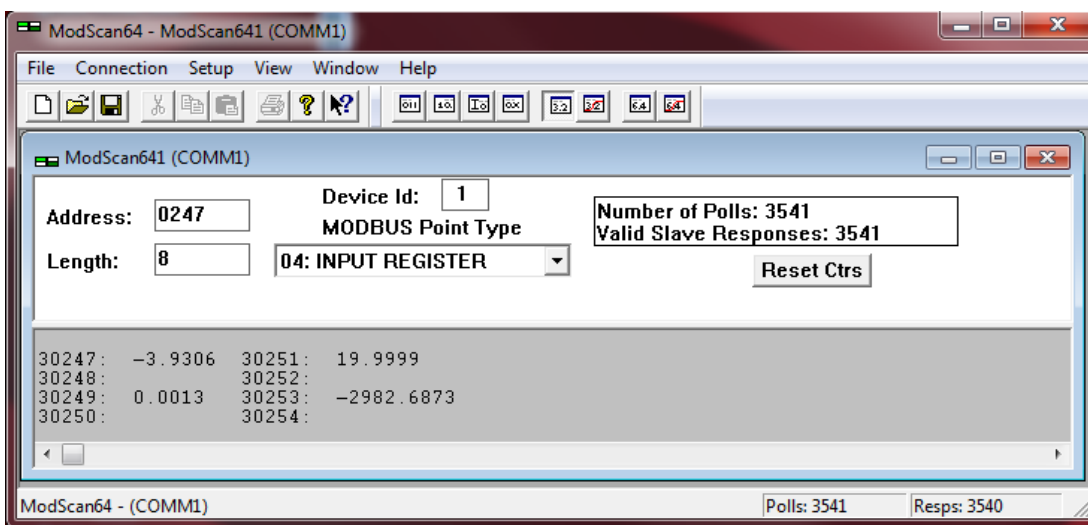 ModScan64 - ModScan641 (COMM1)
File Connection Setup View Window Help
ModScan641 (COMM1)
Address: 0247
Device Id: 1
MODBUS Point Type
Length: 8
04: INPUT REGISTER
Number of Polls: 3541
Valid Slave Responses: 3541
Reset Ctrs
30247: -3.9306 30251: 19.9999
30248: 30252:
30249: 0.0013 30253: -2982.6873
30250: 30254:
ModScan64 - (COMM1) Polls: 3541 Resps: 3540